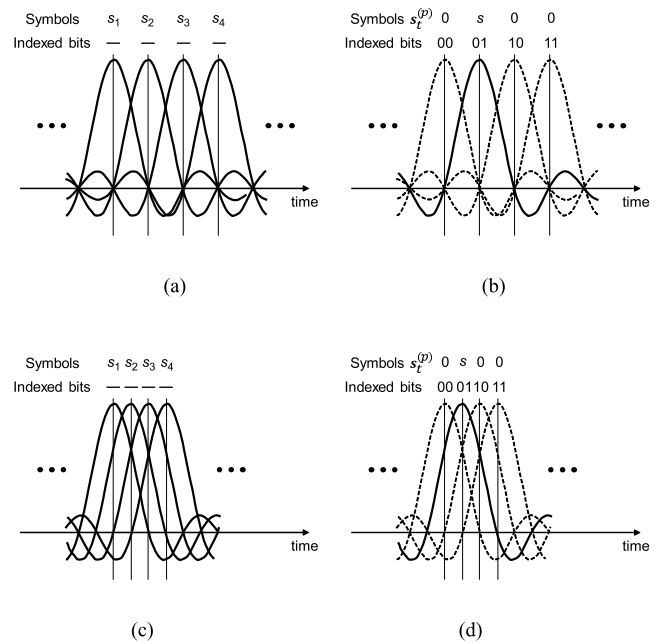 Symbols s₁ s₂ s₃ s₄
Indexed bits — — — —
•••
•••
time
(a)
Symbols sₜ⁽ᵖ⁾ 0 s 0 0
Indexed bits 00 01 10 11
•••
•••
time
(b)
Symbols s₁ s₂ s₃ s₄
Indexed bits — — — —
•••
•••
time
(c)
Symbols sₜ⁽ᵖ⁾ 0 s 0 0
Indexed bits 00 01 10 11
•••
•••
time
(d)